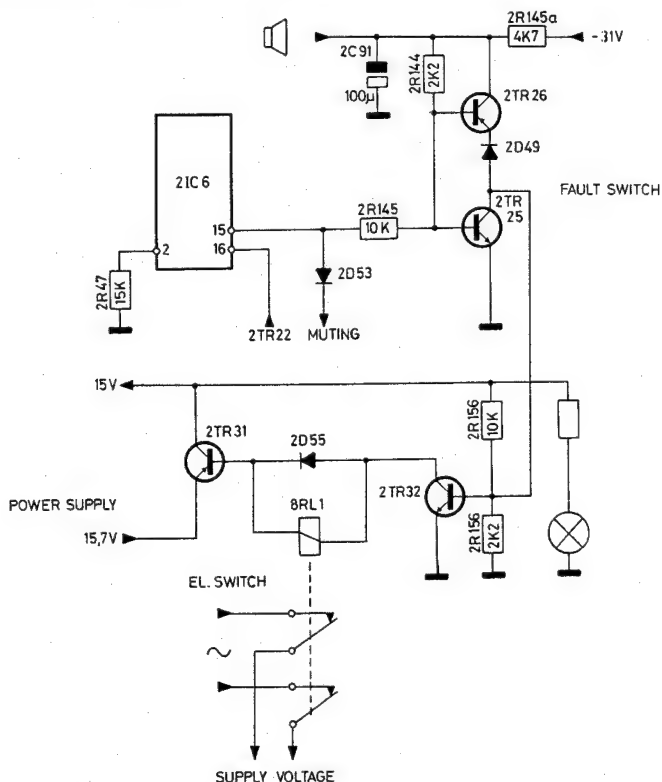 2R145a
4K7
-31V
2C91
100µ
2R144
2K2
2TR26
2D49
FAULT SWITCH
2IC6
15
16
2
2R145
10K
2TR
25
2R47
15K
2D53
2TR22
MUTING
15V
2TR31
2D55
2R156
10K
2TR32
8RL1
2R156
2K2
POWER SUPPLY
15,7V
EL. SWITCH
SUPPLY VOLTAGE